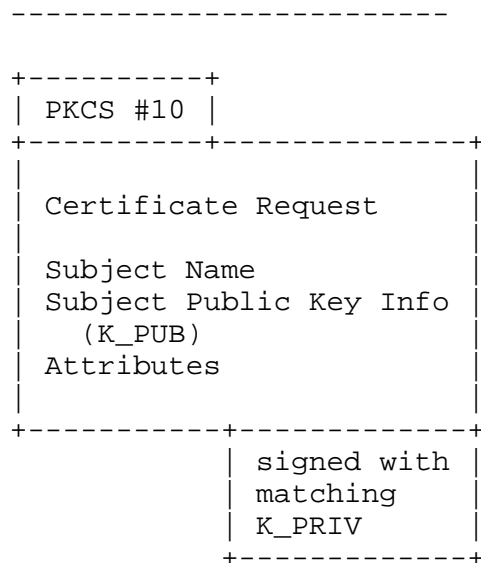 PKCS #10
Certificate Request
Subject Name
Subject Public Key Info
(K_PUB)
Attributes
signed with
matching
K_PRIV